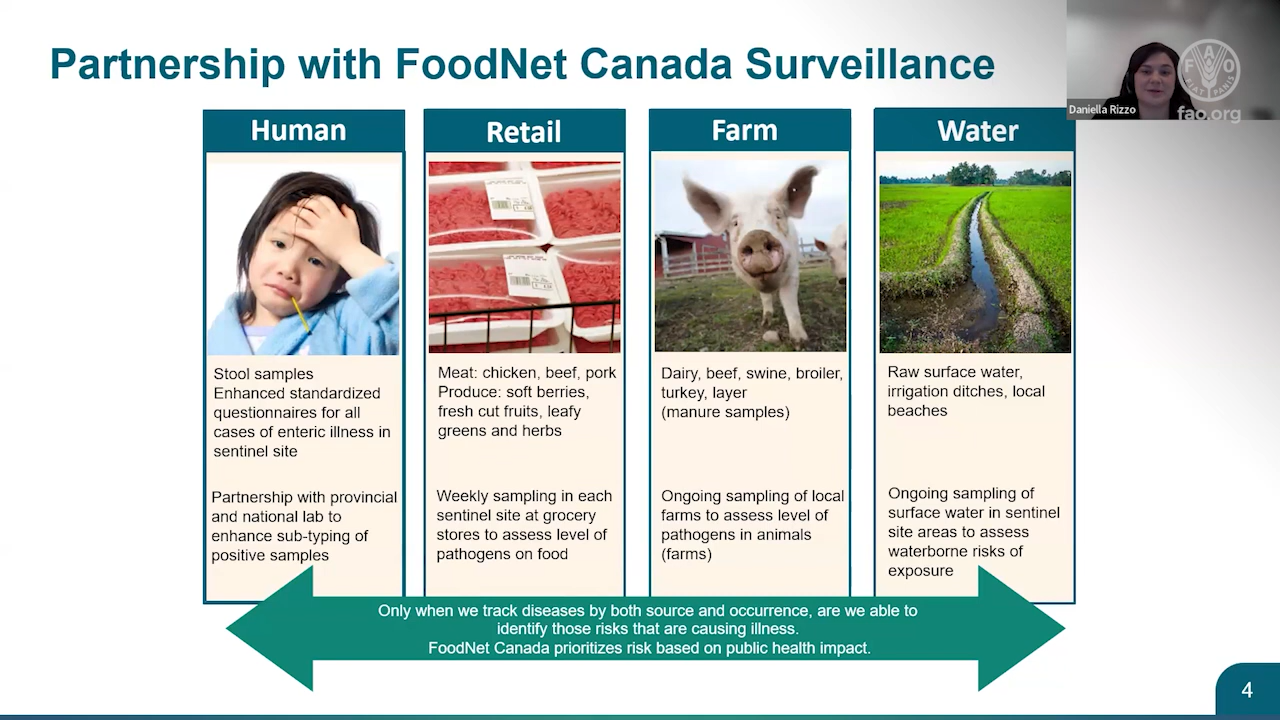 Partnership with FoodNet Canada Surveillance
Daniella Rizzo
F A O
FIAT PANIS
fao.org
Human
Stool samples
Enhanced standardized
questionnaires for all
cases of enteric illness in
sentinel site
Partnership with provincial
and national lab to
enhance sub-typing of
positive samples
Retail
Meat: chicken, beef, pork
Produce: soft berries,
fresh cut fruits, leafy
greens and herbs
Weekly sampling in each
sentinel site at grocery
stores to assess level of
pathogens on food
Farm
Dairy, beef, swine, broiler,
turkey, layer
(manure samples)
Ongoing sampling of local
farms to assess level of
pathogens in animals
(farms)
Water
Raw surface water,
irrigation ditches, local
beaches
Ongoing sampling of
surface water in sentinel
site areas to assess
waterborne risks of
exposure
Only when we track diseases by both source and occurrence, are we able to
identify those risks that are causing illness.
FoodNet Canada prioritizes risk based on public health impact.
4